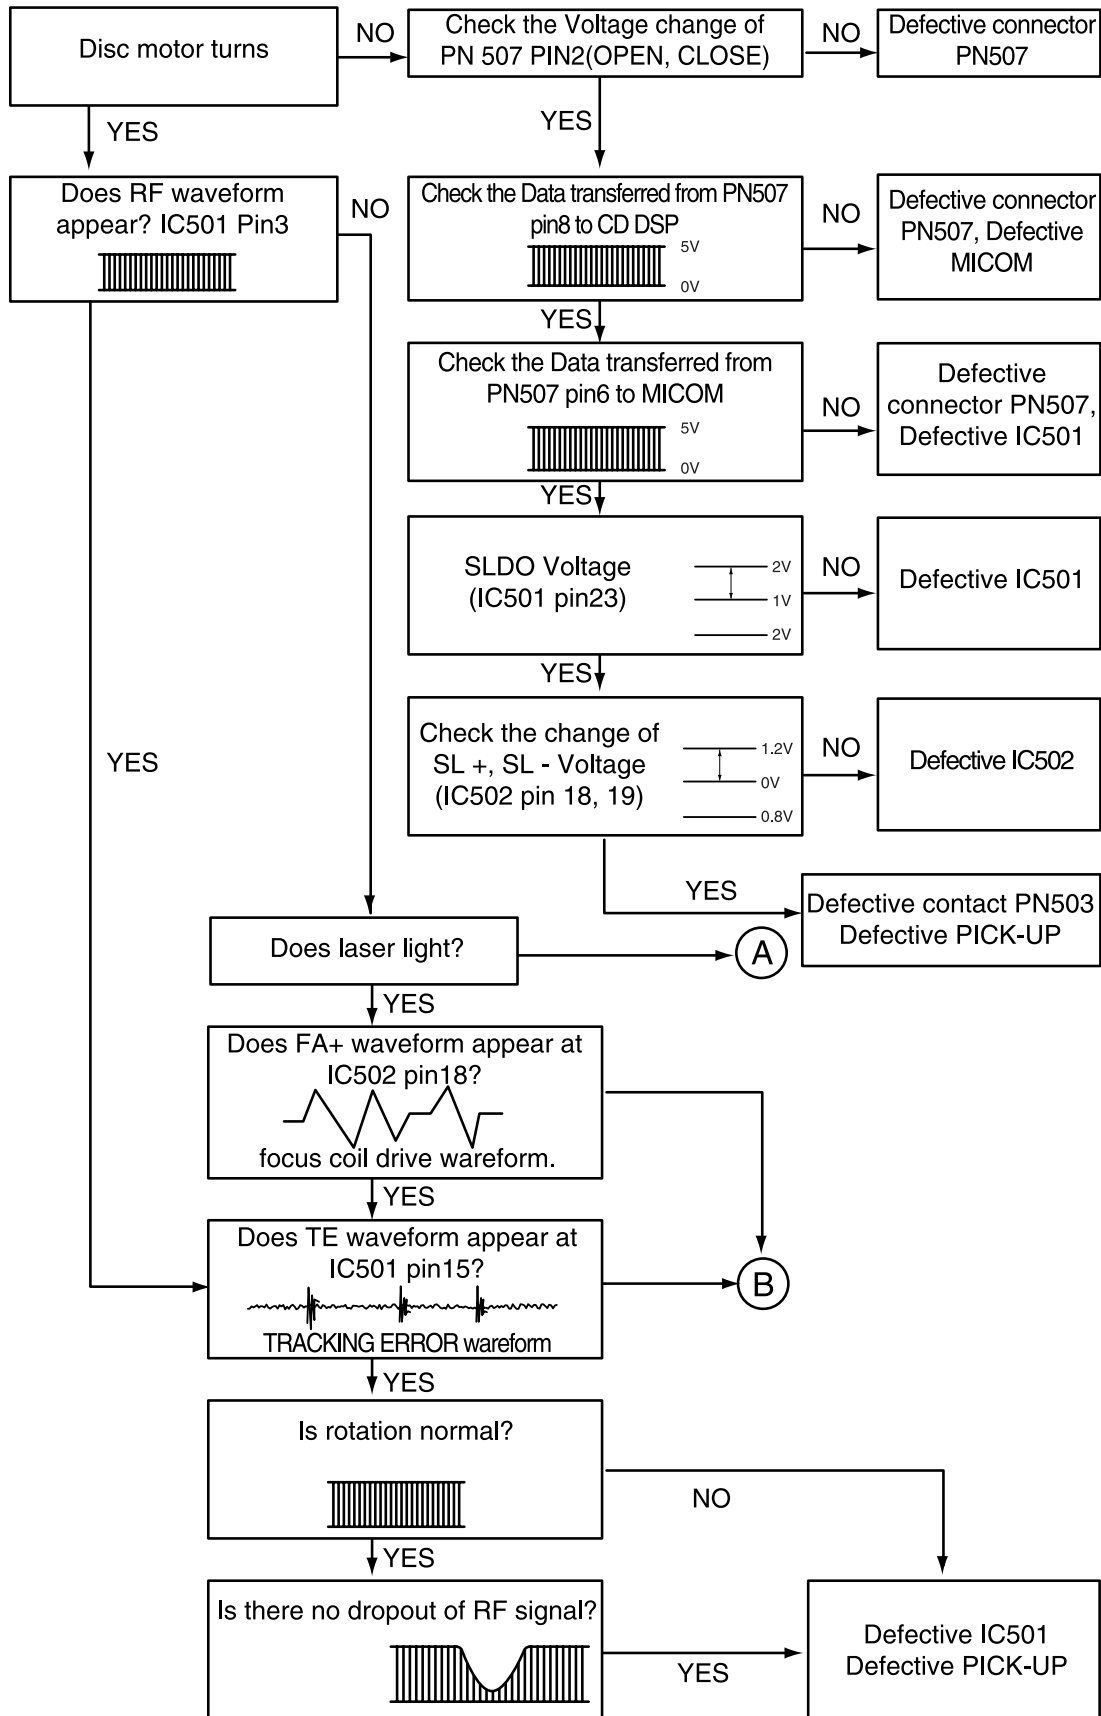 Disc motor turns
NO
Check the Voltage change of
PN 507 PIN2(OPEN, CLOSE)
NO
Defective connector
PN507
YES
YES
Does RF waveform
appear? IC501 Pin3
NO
Check the Data transferred from PN507
pin8 to CD DSP
5V
0V
NO
Defective connector
PN507, Defective
MICOM
YES
Check the Data transferred from
PN507 pin6 to MICOM
5V
0V
NO
Defective
connector PN507,
Defective IC501
YES
SLDO Voltage
(IC501 pin23)
2V
1V
2V
NO
Defective IC501
YES
Check the change of
SL +, SL - Voltage
(IC502 pin 18, 19)
1.2V
0V
0.8V
NO
Defective IC502
YES
YES
Defective contact PN503
Defective PICK-UP
Does laser light?
A
YES
Does FA+ waveform appear at
IC502 pin18?
focus coil drive wareform.
YES
Does TE waveform appear at
IC501 pin15?
TRACKING ERROR wareform
B
YES
Is rotation normal?
NO
YES
Is there no dropout of RF signal?
YES
Defective IC501
Defective PICK-UP